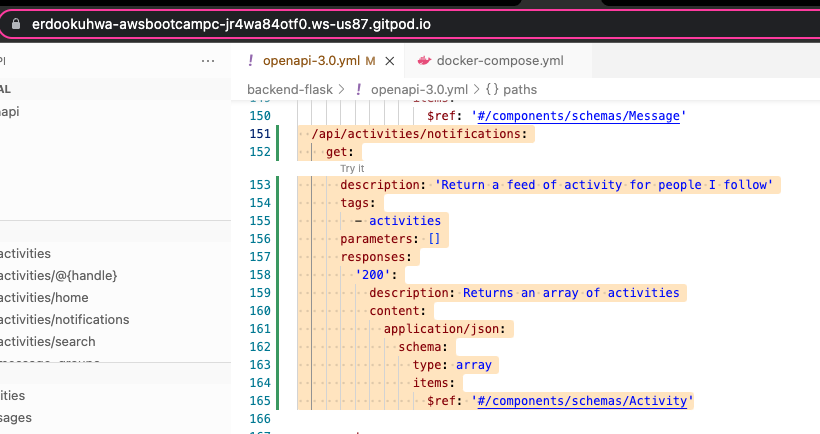 erdookuhwa-awsbootcampc-jr4wa84otf0.ws-us87.gitpod.io
PI
...
! openapi-3.0.yml M ×
docker-compose.yml
AL
backend-flask > ! openapi-3.0.yml > {} paths
api
149 items:
150 $ref: '#/components/schemas/Message'
151 /api/activities/notifications:
152 get:
Try it
153 description: 'Return a feed of activity for people I follow'
154 tags:
155 - activities
156 parameters: []
157 responses:
158 '200':
159 description: Returns an array of activities
160 content:
161 application/json:
162 schema:
163 type: array
164 items:
165 $ref: '#/components/schemas/Activity'
166
activities
activities/@{handle}
activities/home
activities/notifications
activities/search
message_groups
ities
sages